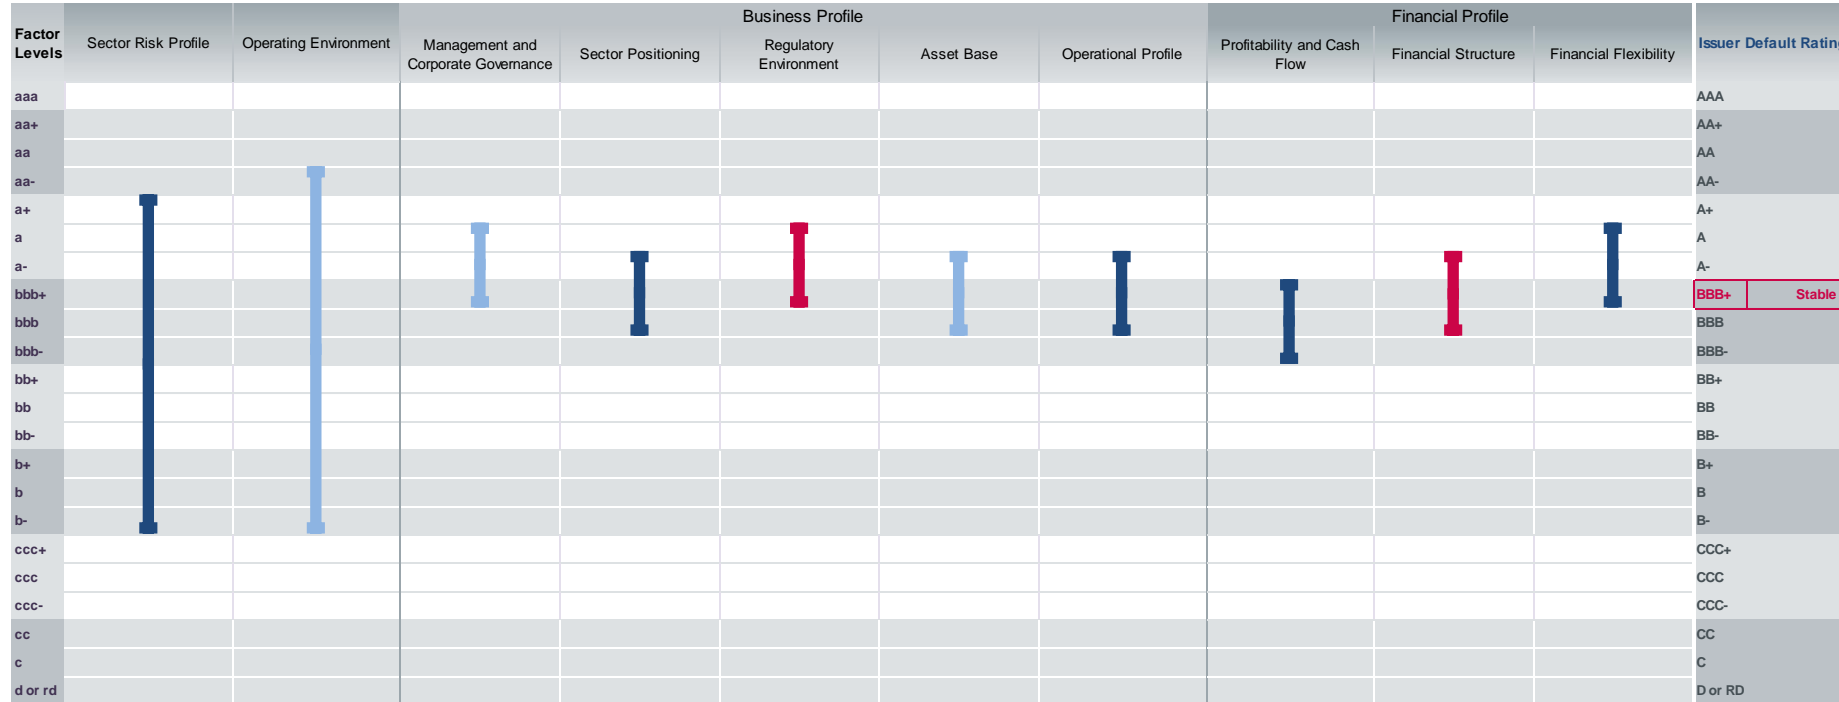 Business Profile
Financial Profile
Factor
Levels
Sector Risk Profile
Operating Environment
Management and
Corporate Governance
Sector Positioning
Regulatory
Environment
Asset Base
Operational Profile
Profitability and Cash
Flow
Financial Structure
Financial Flexibility
Issuer Default Rating
aaa AAA
aa+ AA+
aa AA
aa- AA-
a+ A+
a A
a- A-
bbb+ BBB+ Stable
bbb BBB
bbb- BBB-
bb+ BB+
bb BB
bb- BB-
b+ B+
b B
b- B-
ccc+ CCC+
ccc CCC
ccc- CCC-
cc CC
c C
d or rd D or RD